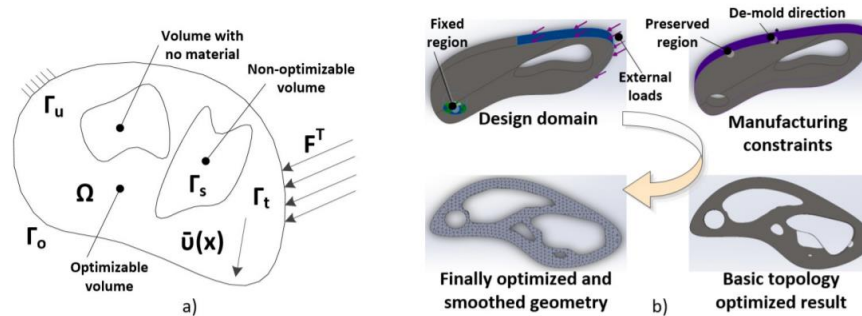 Volume with
no material
Non-optimizable
volume
Γu
Fᵀ
Ω
Γs
Γt
Γo
ῡ(x)
Optimizable
volume
a)
Fixed
region
External
loads
Design domain
Preserved
region
De-mold direction
Manufacturing
constraints
Finally optimized and
smoothed geometry
Basic topology
optimized result
b)